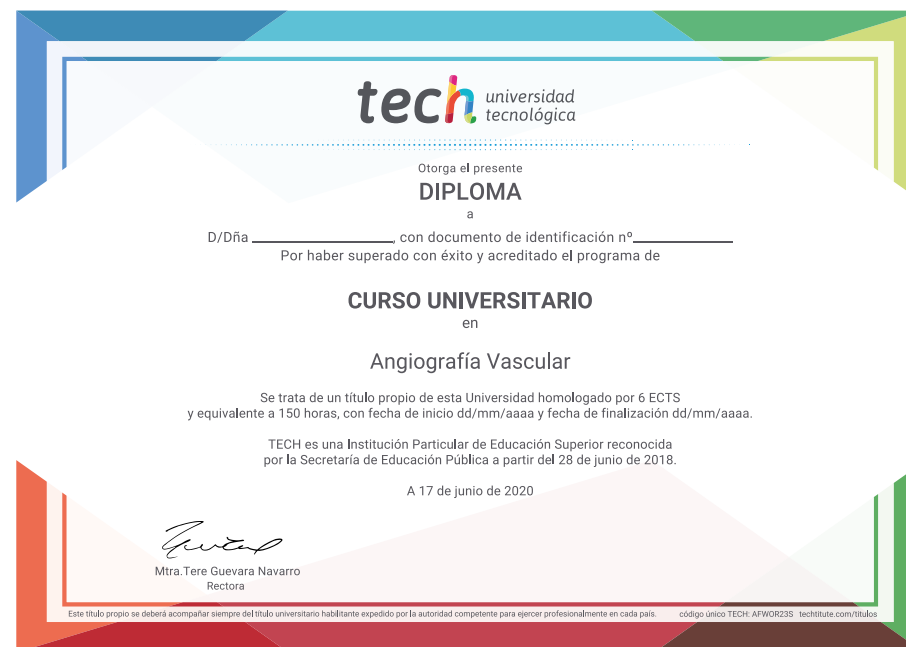 tech universidad
tecnológica
Otorga el presente
DIPLOMA
a
D/Dña ______________, con documento de identificación nº__________
Por haber superado con éxito y acreditado el programa de
CURSO UNIVERSITARIO
en
Angiografía Vascular
Se trata de un título propio de esta Universidad homologado por 6 ECTS
y equivalente a 150 horas, con fecha de inicio dd/mm/aaaa y fecha de finalización dd/mm/aaaa.
TECH es una Institución Particular de Educación Superior reconocida
por la Secretaría de Educación Pública a partir del 28 de junio de 2018.
A 17 de junio de 2020
Mtra.Tere Guevara Navarro
Rectora
Este título propio se deberá acompañar siempre del título universitario habilitante expedido por la autoridad competente para ejercer profesionalmente en cada país. código único TECH: AFWOR23S techtitute.com/titulos